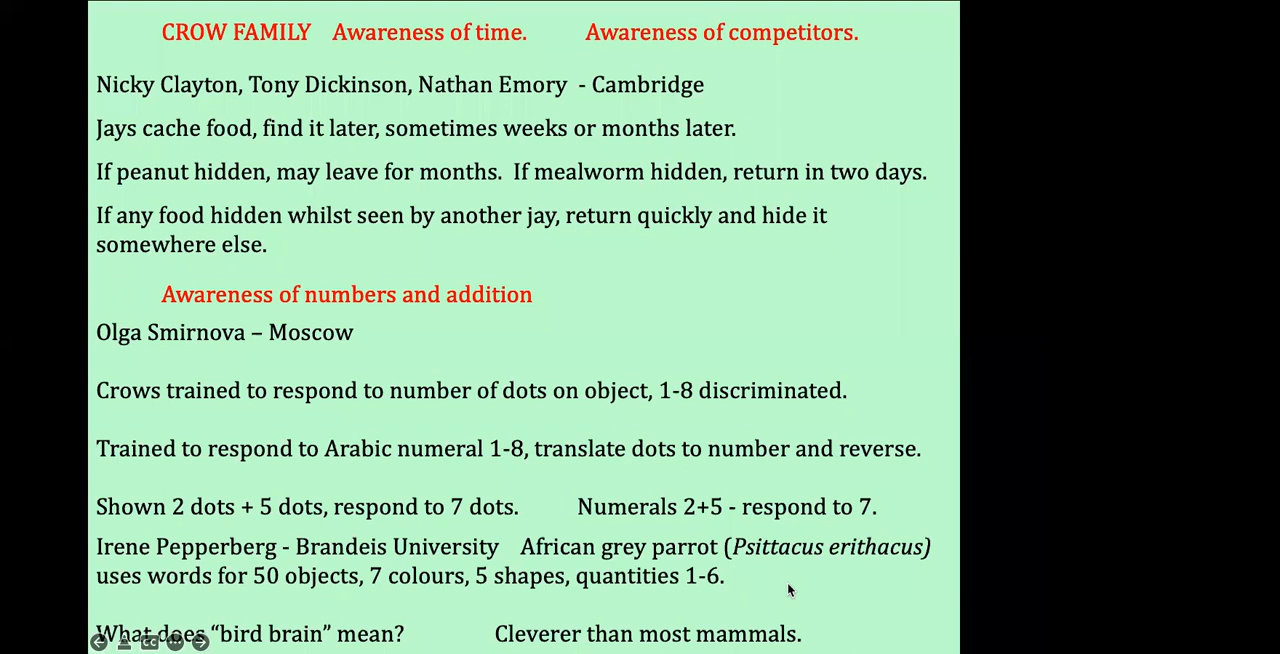 CROW FAMILY Awareness of time. Awareness of competitors.
Nicky Clayton, Tony Dickinson, Nathan Emory - Cambridge
Jays cache food, find it later, sometimes weeks or months later.
If peanut hidden, may leave for months. If mealworm hidden, return in two days.
If any food hidden whilst seen by another jay, return quickly and hide it
somewhere else.
Awareness of numbers and addition
Olga Smirnova – Moscow
Crows trained to respond to number of dots on object, 1-8 discriminated.
Trained to respond to Arabic numeral 1-8, translate dots to number and reverse.
Shown 2 dots + 5 dots, respond to 7 dots. Numerals 2+5 - respond to 7.
Irene Pepperberg - Brandeis University African grey parrot (Psittacus erithacus)
uses words for 50 objects, 7 colours, 5 shapes, quantities 1-6.
What does “bird brain” mean? Cleverer than most mammals.
CC